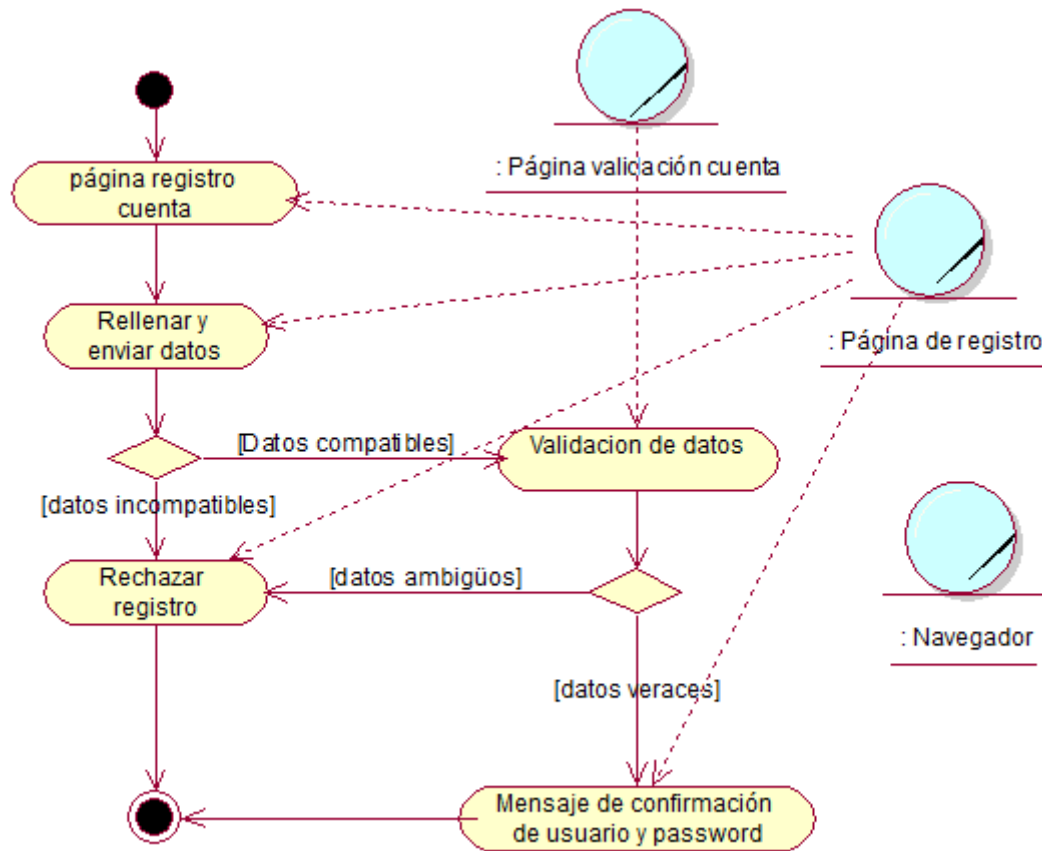 : Página validación cuenta
página registro
cuenta
: Página de registro
Rellenar y
enviar datos
[Datos compatibles]
Validacion de datos
[datos incompatibles]
Rechazar
registro
[datos ambigüos]
: Navegador
[datos veraces]
Mensaje de confirmación
de usuario y password